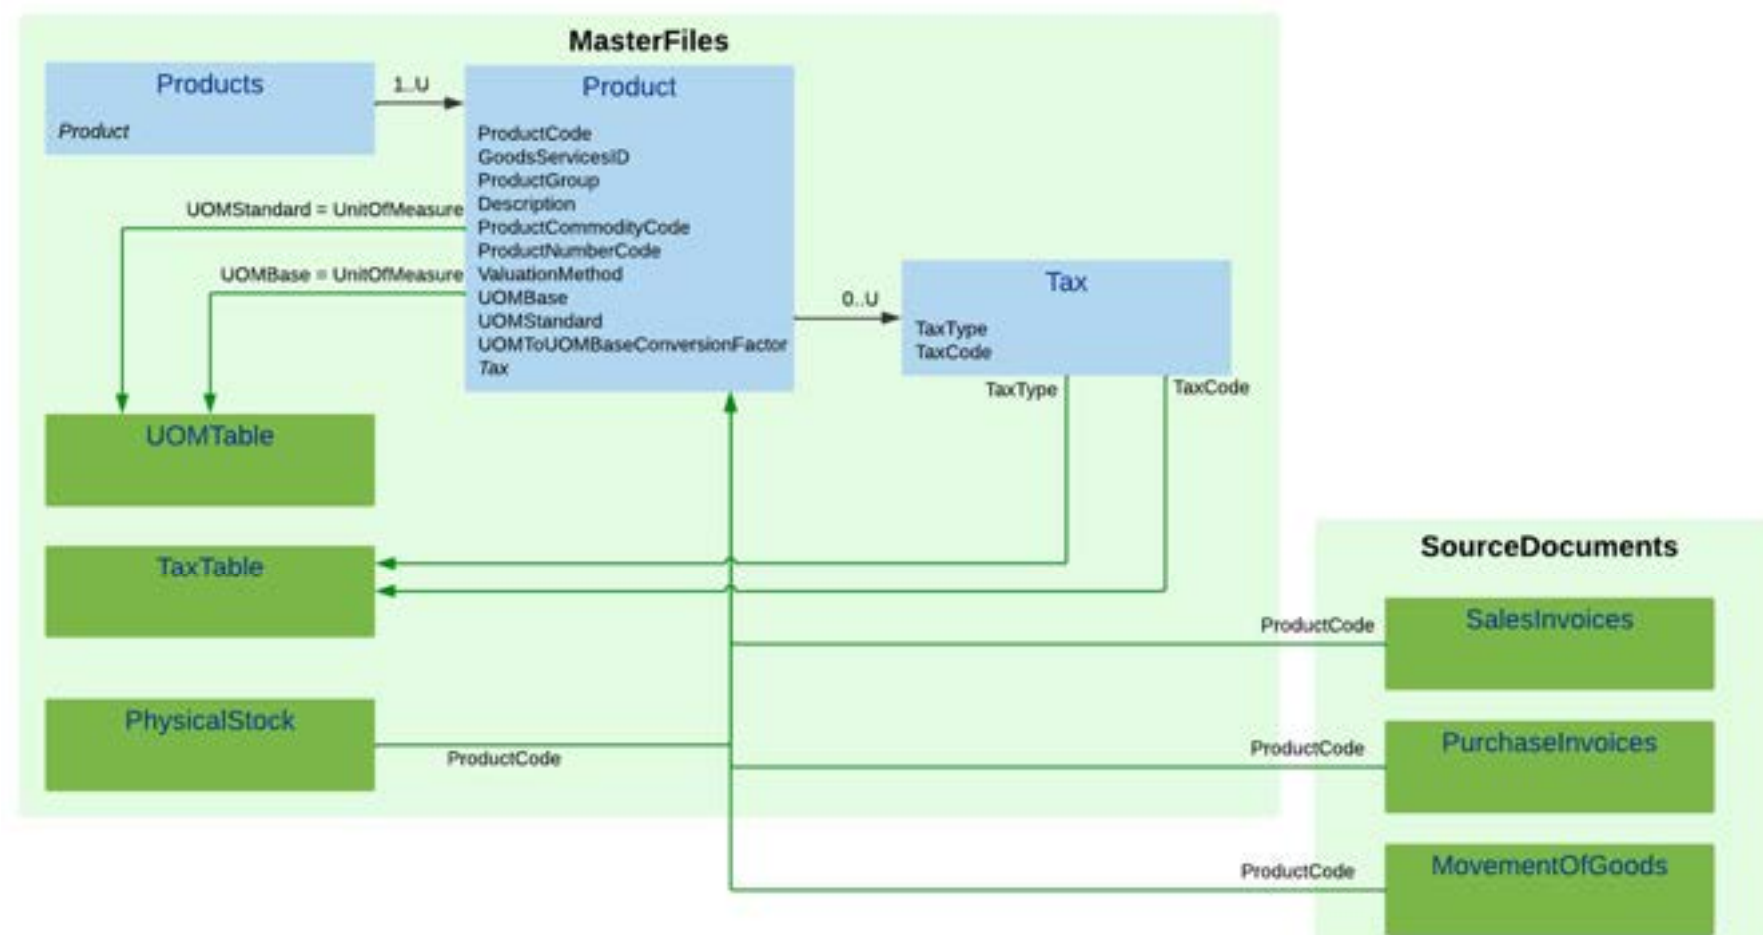 MasterFiles
Products
Product
1..U
Product
ProductCode
GoodsServicesID
ProductGroup
Description
ProductCommodityCode
ProductNumberCode
ValuationMethod
UOMBase
UOMStandard
UOMToUOMBaseConversionFactor
Tax
UOMStandard = UnitOfMeasure
UOMBase = UnitOfMeasure
0..U
Tax
TaxType
TaxCode
TaxType
TaxCode
UOMTable
TaxTable
PhysicalStock
ProductCode
SourceDocuments
ProductCode
SalesInvoices
ProductCode
PurchaseInvoices
ProductCode
MovementOfGoods